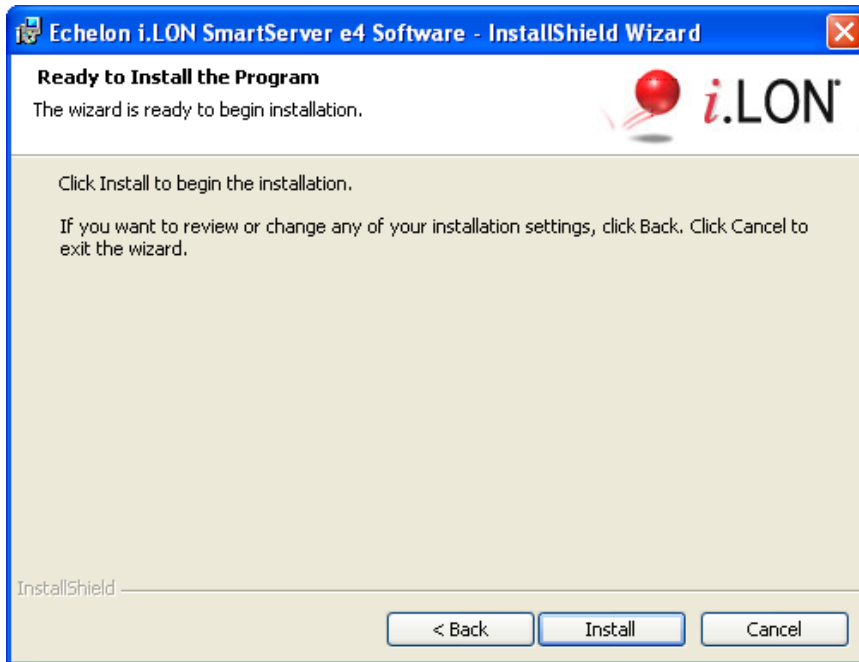 Echelon i.LON SmartServer e4 Software - InstallShield Wizard
Ready to Install the Program
The wizard is ready to begin installation.
i.LON
Click Install to begin the installation.
If you want to review or change any of your installation settings, click Back. Click Cancel to
exit the wizard.
InstallShield
< Back
Install
Cancel